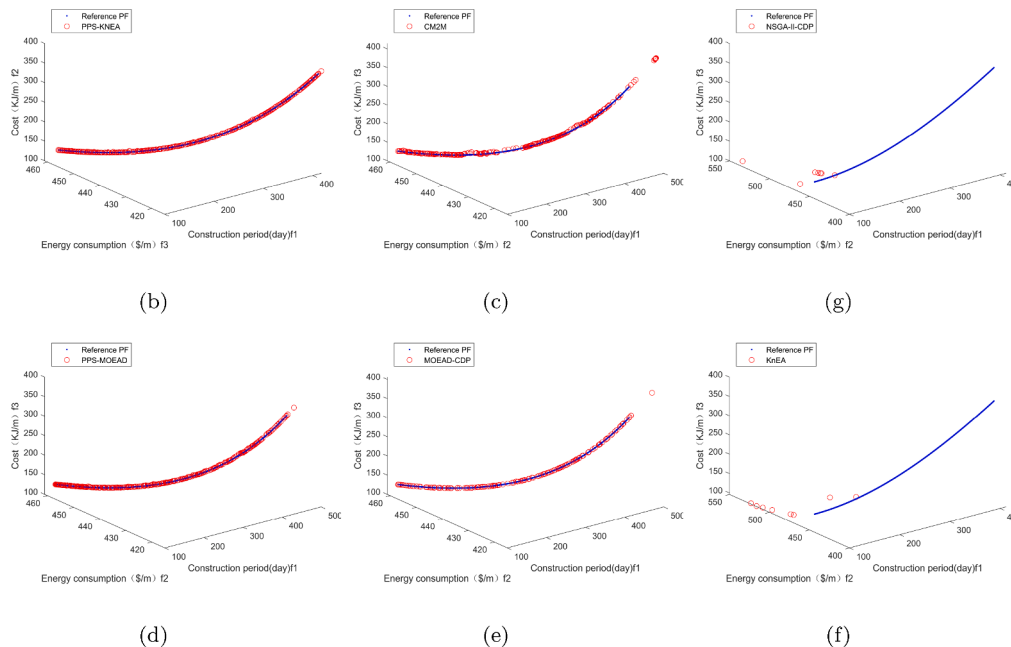 Reference PF
PPS-KNEA
400
350
300
250
200
150
100
Cost（KJ/m）f2
460
450
440
430
420
100
200
300
400
Energy consumption（$/m）f3
Construction period(day)f1
(b)
Reference PF
CM2M
400
350
300
250
200
150
100
Cost（KJ/m）f3
460
450
440
430
420
100
200
300
400
500
Energy consumption（$/m）f2
Construction period(day)f1
(c)
Reference PF
NSGA-II-CDP
400
350
300
250
200
150
100
Cost（KJ/m）f3
550
500
450
400
100
200
300
Energy consumption（$/m）f2
Construction period(day)f1
(g)
Reference PF
PPS-MOEAD
400
350
300
250
200
150
100
Cost（KJ/m）f3
460
450
440
430
420
100
200
300
400
500
Energy consumption（$/m）f2
Construction period(day)f1
(d)
Reference PF
MOEAD-CDP
400
350
300
250
200
150
100
Cost（KJ/m）f3
460
450
440
430
420
100
200
300
400
500
Energy consumption（$/m）f2
Construction period(day)f1
(e)
Reference PF
KnEA
400
350
300
250
200
150
100
Cost（KJ/m）f3
550
500
450
400
100
200
300
Energy consumption（$/m）f2
Construction period(day)f1
(f)